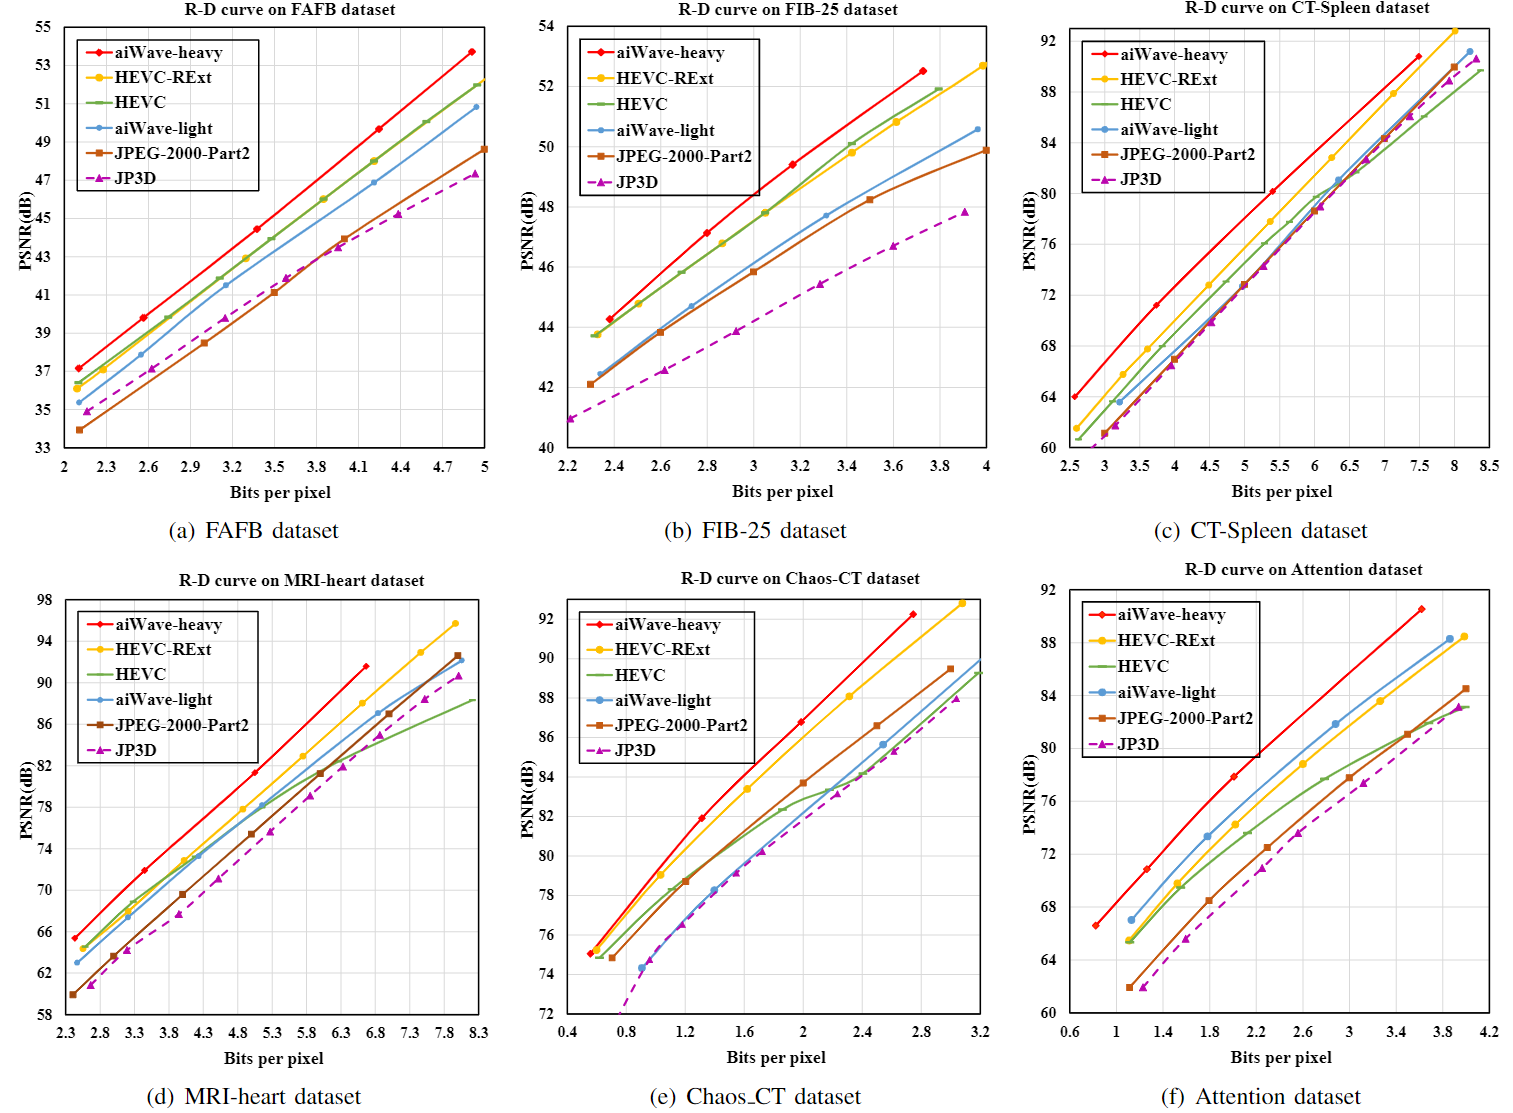 R-D curve on FAFB dataset
PSNR(dB)
55
53
51
49
47
45
43
41
39
37
35
33
aiWave-heavy
HEVC-RExt
HEVC
aiWave-light
JPEG-2000-Part2
JP3D
2 2.3 2.6 2.9 3.2 3.5 3.8 4.1 4.4 4.7 5
Bits per pixel
(a) FAFB dataset
R-D curve on FIB-25 dataset
PSNR(dB)
54
52
50
48
46
44
42
40
aiWave-heavy
HEVC-RExt
HEVC
aiWave-light
JPEG-2000-Part2
JP3D
2.2 2.4 2.6 2.8 3 3.2 3.4 3.6 3.8 4
Bits per pixel
(b) FIB-25 dataset
R-D curve on CT-Spleen dataset
PSNR(dB)
92
88
84
80
76
72
68
64
60
aiWave-heavy
HEVC-RExt
HEVC
aiWave-light
JPEG-2000-Part2
JP3D
2.5 3 3.5 4 4.5 5 5.5 6 6.5 7 7.5 8 8.5
Bits per pixel
(c) CT-Spleen dataset
R-D curve on MRI-heart dataset
PSNR(dB)
98
94
90
86
82
78
74
70
66
62
58
aiWave-heavy
HEVC-RExt
HEVC
aiWave-light
JPEG-2000-Part2
JP3D
2.3 2.8 3.3 3.8 4.3 4.8 5.3 5.8 6.3 6.8 7.3 7.8 8.3
Bits per pixel
(d) MRI-heart dataset
R-D curve on Chaos-CT dataset
PSNR(dB)
92
90
88
86
84
82
80
78
76
74
72
aiWave-heavy
HEVC-RExt
HEVC
aiWave-light
JPEG-2000-Part2
JP3D
0.4 0.8 1.2 1.6 2 2.4 2.8 3.2
Bits per pixel
(e) Chaos_CT dataset
R-D curve on Attention dataset
PSNR(dB)
92
88
84
80
76
72
68
64
60
aiWave-heavy
HEVC-RExt
HEVC
aiWave-light
JPEG-2000-Part2
JP3D
0.6 1 1.4 1.8 2.2 2.6 3 3.4 3.8 4.2
Bits per pixel
(f) Attention dataset